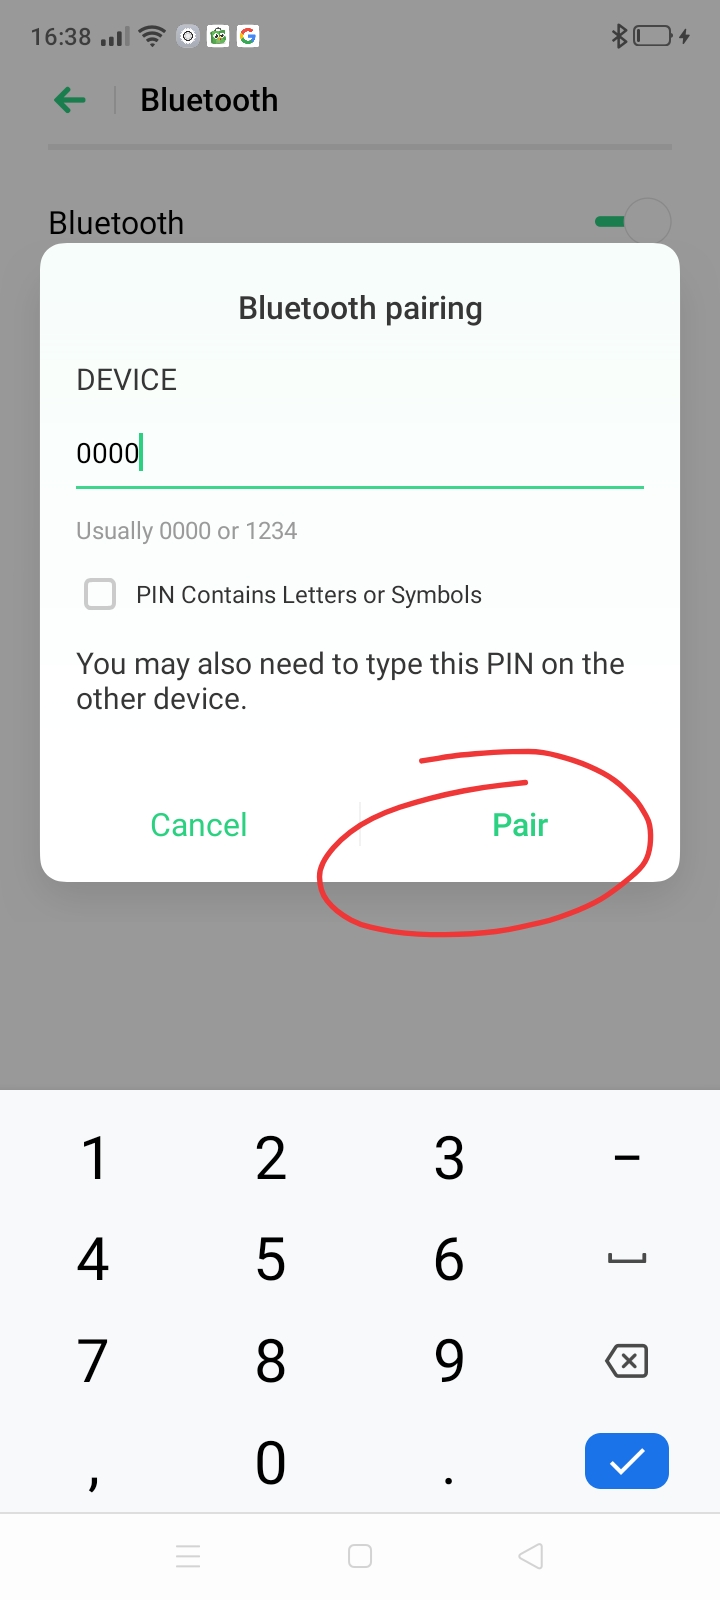 16:38
Bluetooth
Bluetooth
Bluetooth pairing
DEVICE
0000
Usually 0000 or 1234
PIN Contains Letters or Symbols
You may also need to type this PIN on the
other device.
Cancel Pair
1 2 3 –
4 5 6
7 8 9
, 0 .